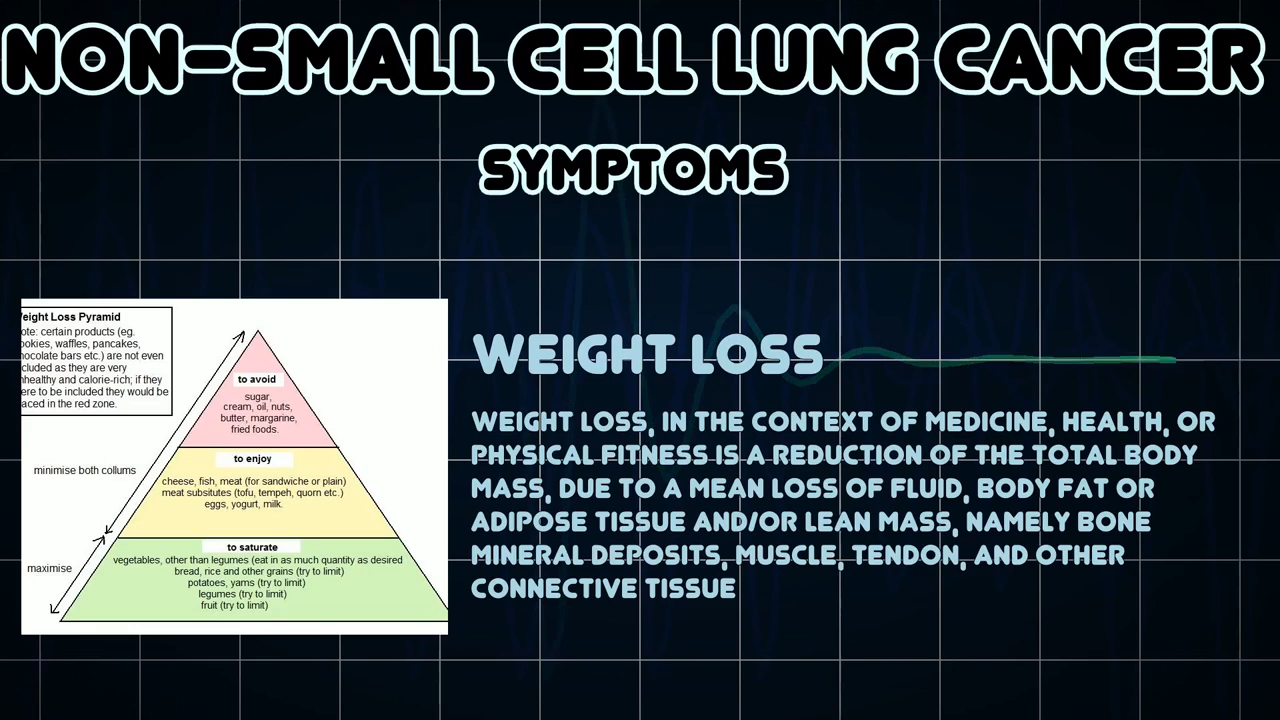 NON-SMALL CELL LUNG CANCER
SYMPTOMS
eight Loss Pyramid
ote: certain products (eg.
ookies, waffles, pancakes,
hocolate bars etc.) are not even
cluded as they are very
nhealthy and calorie-rich; if they
ere to be included they would be
aced in the red zone.
to avoid
sugar,
cream, oil, nuts,
butter, margarine,
fried foods.
minimise both collums
to enjoy
cheese, fish, meat (for sandwiche or plain)
meat subsitutes (tofu, tempeh, quorn etc.)
eggs, yogurt, milk.
maximise
to saturate
vegetables, other than legumes (eat in as much quantity as desired
bread, rice and other grains (try to limit)
potatoes, yams (try to limit)
legumes (try to limit)
fruit (try to limit)
WEIGHT LOSS
WEIGHT LOSS, IN THE CONTEXT OF MEDICINE, HEALTH, OR
PHYSICAL FITNESS IS A REDUCTION OF THE TOTAL BODY
MASS, DUE TO A MEAN LOSS OF FLUID, BODY FAT OR
ADIPOSE TISSUE AND/OR LEAN MASS, NAMELY BONE
MINERAL DEPOSITS, MUSCLE, TENDON, AND OTHER
CONNECTIVE TISSUE